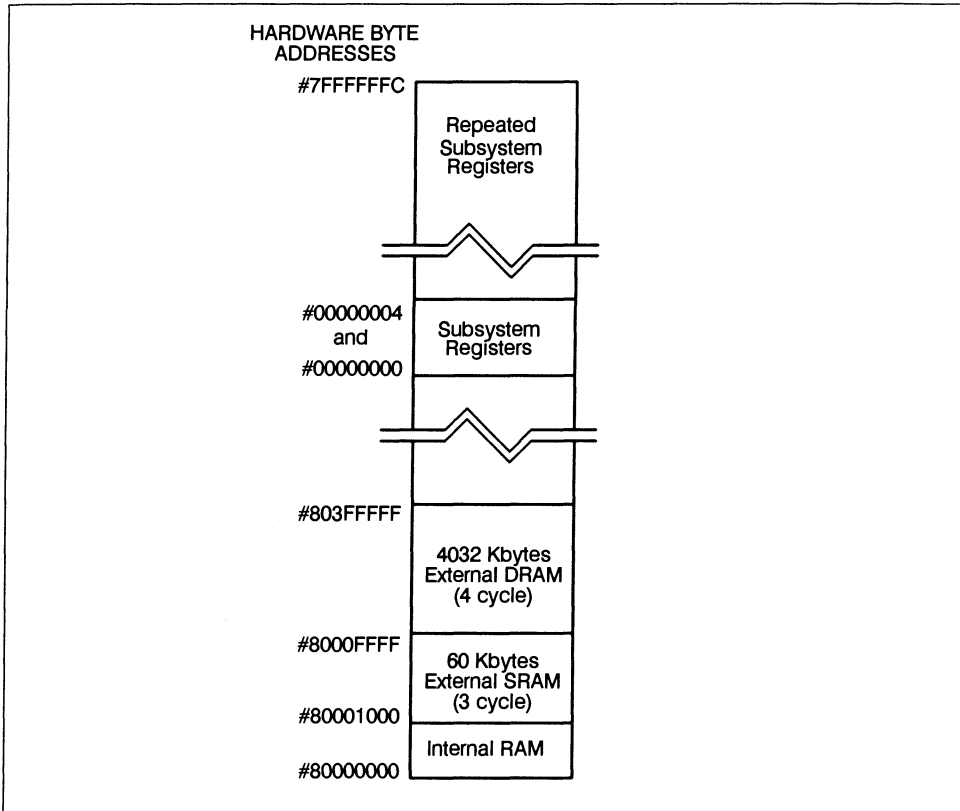 HARDWARE BYTE
ADDRESSES
#7FFFFFFC
Repeated
Subsystem
Registers
#00000004
and
#00000000
Subsystem
Registers
#803FFFFF
4032 Kbytes
External DRAM
(4 cycle)
#8000FFFF
60 Kbytes
External SRAM
(3 cycle)
#80001000
Internal RAM
#80000000